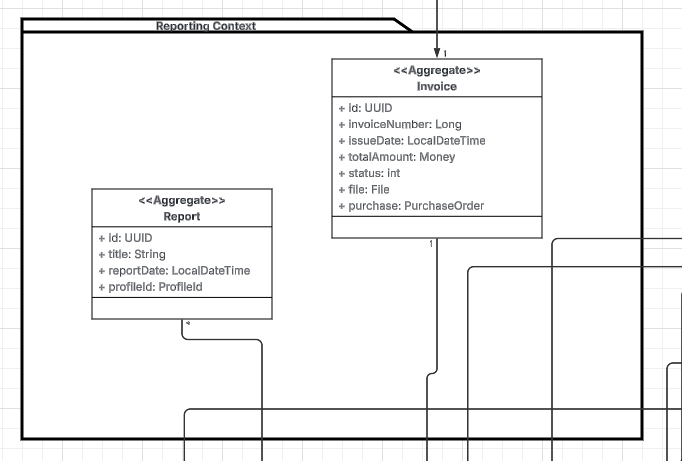 Reporting Context
1
<<Aggregate>>
Invoice
+ id: UUID
+ invoiceNumber: Long
+ issueDate: LocalDateTime
+ totalAmount: Money
+ status: int
+ file: File
+ purchase: PurchaseOrder
1
<<Aggregate>>
Report
+ id: UUID
+ title: String
+ reportDate: LocalDateTime
+ profileId: ProfileId
*